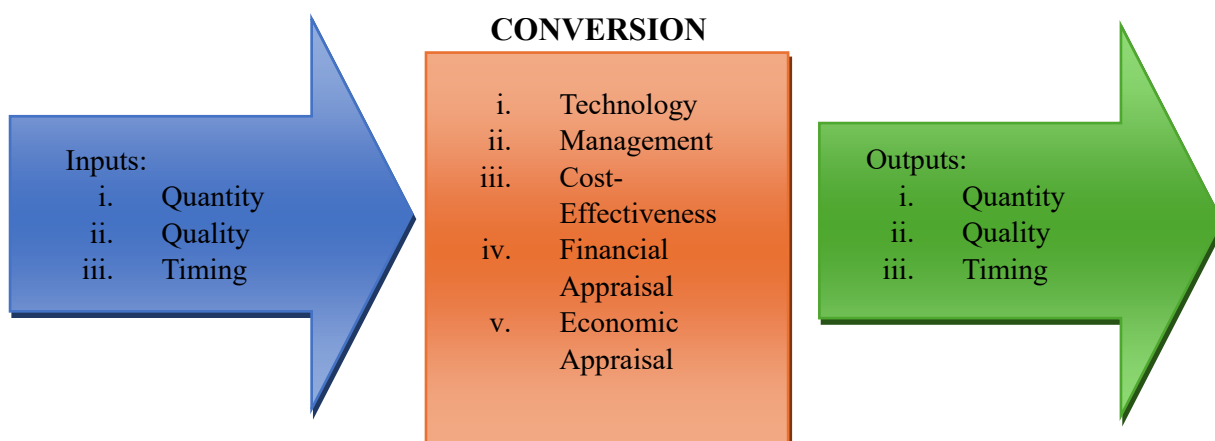 CONVERSION
Inputs:
i. Quantity
ii. Quality
iii. Timing
i. Technology
ii. Management
iii. Cost-
Effectiveness
iv. Financial
Appraisal
v. Economic
Appraisal
Outputs:
i. Quantity
ii. Quality
iii. Timing